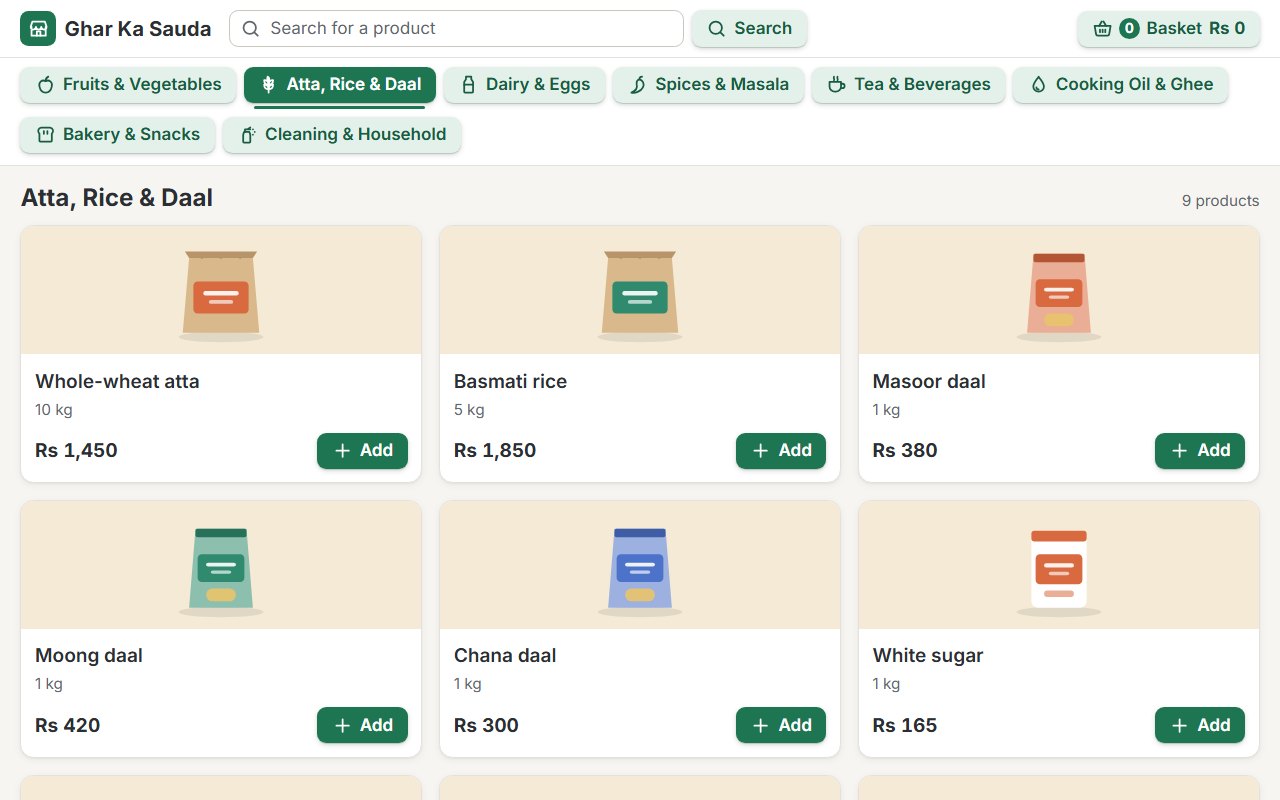 Ghar Ka Sauda
Search for a product
Search
0 Basket Rs 0
Fruits & Vegetables
Atta, Rice & Daal
Dairy & Eggs
Spices & Masala
Tea & Beverages
Cooking Oil & Ghee
Bakery & Snacks
Cleaning & Household
Atta, Rice & Daal
9 products
Whole-wheat atta
10 kg
Rs 1,450
Add
Basmati rice
5 kg
Rs 1,850
Add
Masoor daal
1 kg
Rs 380
Add
Moong daal
1 kg
Rs 420
Add
Chana daal
1 kg
Rs 300
Add
White sugar
1 kg
Rs 165
Add